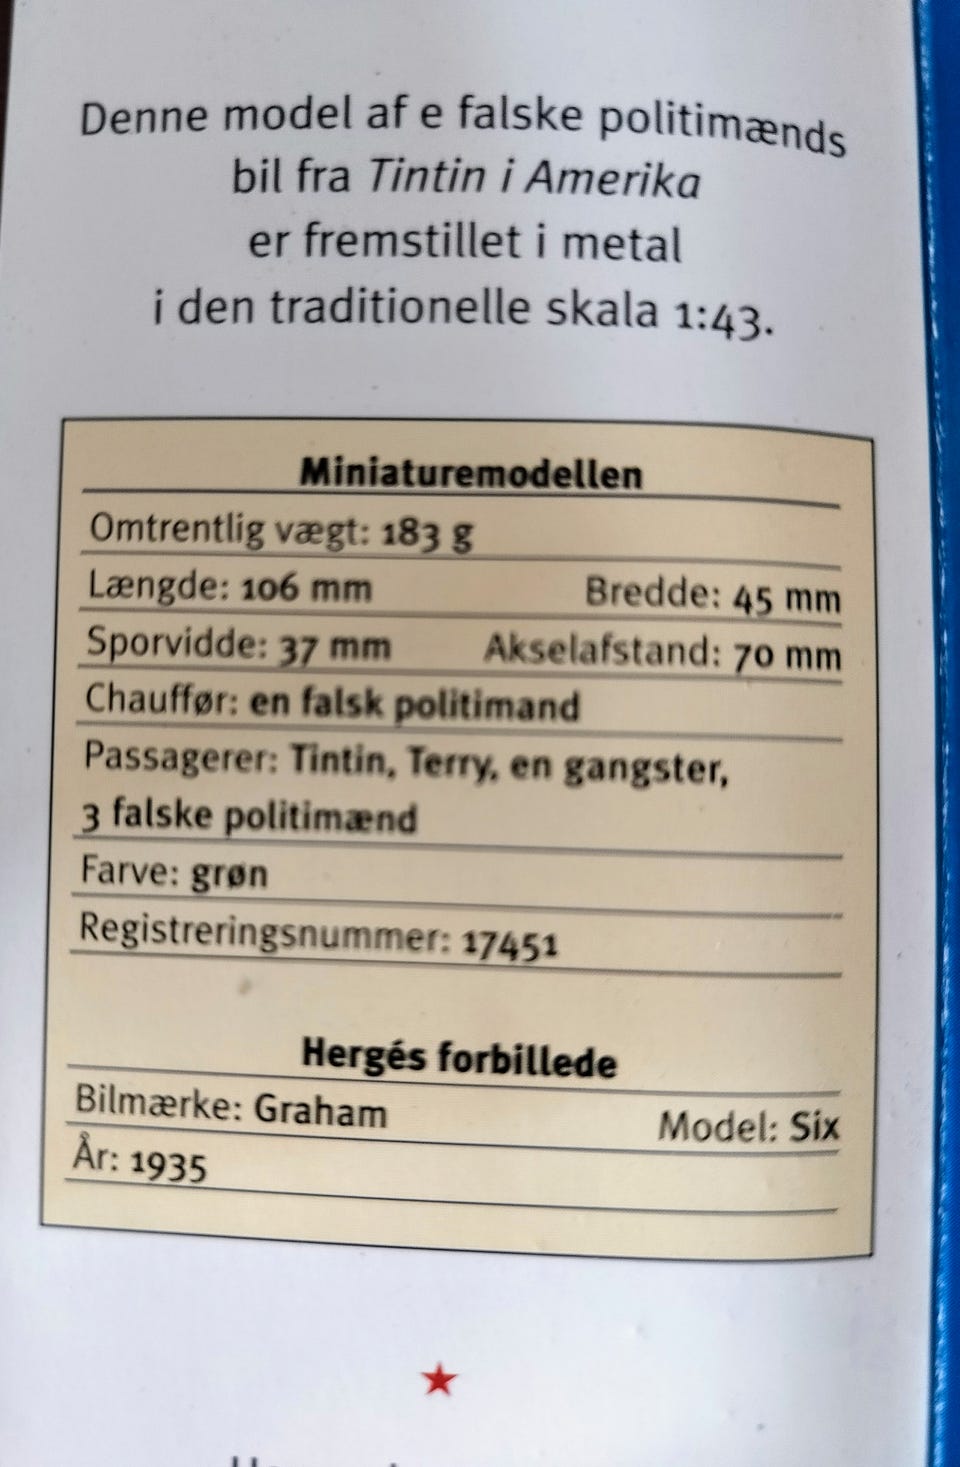 Denne model af e falske politimænds
bil fra Tintin i Amerika
er fremstillet i metal
i den traditionelle skala 1:43.
Miniaturemodellen
Omtrentlig vægt: 183 g
Længde: 106 mm Bredde: 45 mm
Sporvidde: 37 mm Akselafstand: 70 mm
Chauffør: en falsk politimand
Passagerer: Tintin, Terry, en gangster,
3 falske politimænd
Farve: grøn
Registreringsnummer: 17451
Hergés forbillede
Bilmærke: Graham Model: Six
År: 1935